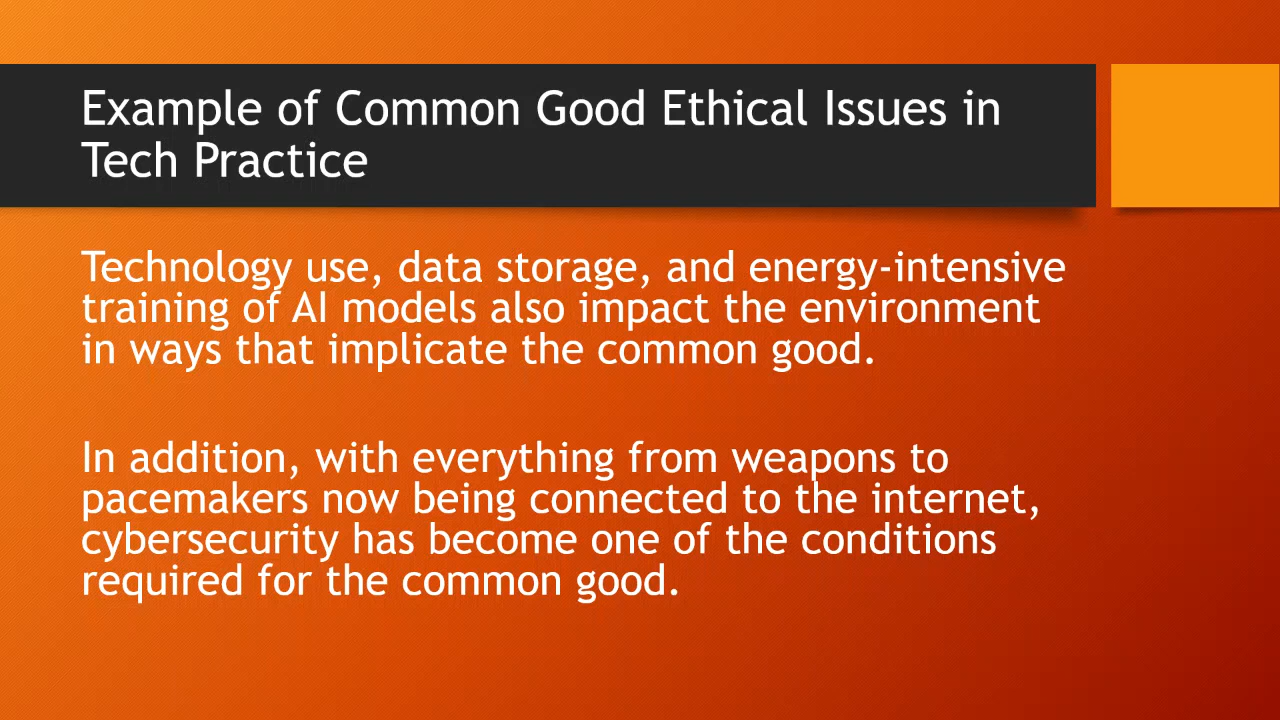 Example of Common Good Ethical Issues in
Tech Practice
Technology use, data storage, and energy-intensive
training of AI models also impact the environment
in ways that implicate the common good.
In addition, with everything from weapons to
pacemakers now being connected to the internet,
cybersecurity has become one of the conditions
required for the common good.